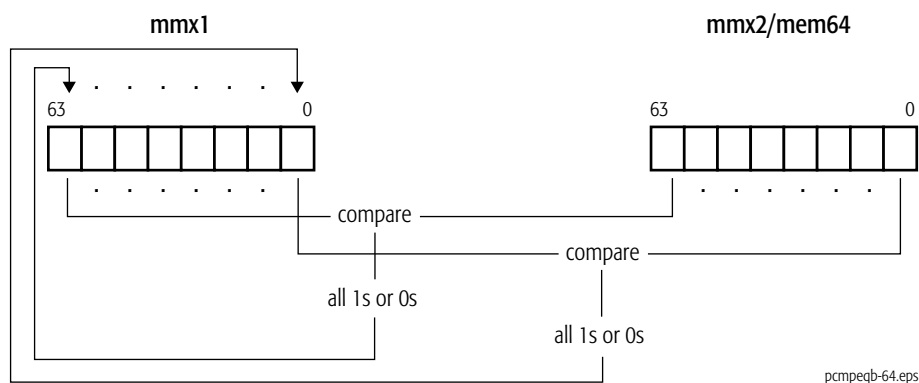 mmx1 mmx2/mem64
. . . . . .
63 0 63 0
. . . . . . . . . . . .
compare
compare
all 1s or 0s
all 1s or 0s
pcmpeqb-64.eps